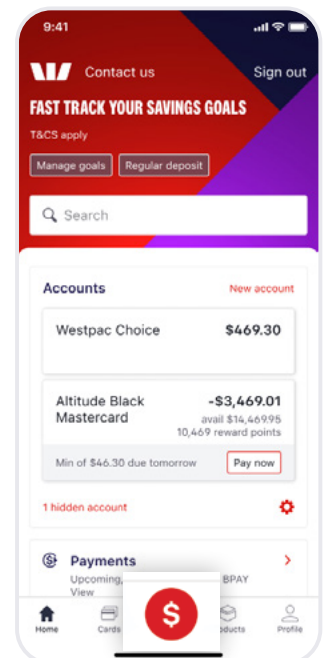 9:41
Contact us
Sign out
FAST TRACK YOUR SAVINGS GOALS
T&CS apply
Manage goals Regular deposit
Search
Accounts New account
Westpac Choice $469.30
Altitude Black -$3,469.01
Mastercard avail $14,469.95
10,469 reward points
Min of $46.30 due tomorrow Pay now
1 hidden account
$ Payments
Upcoming, BPAY
View
$
Home Cards Profile